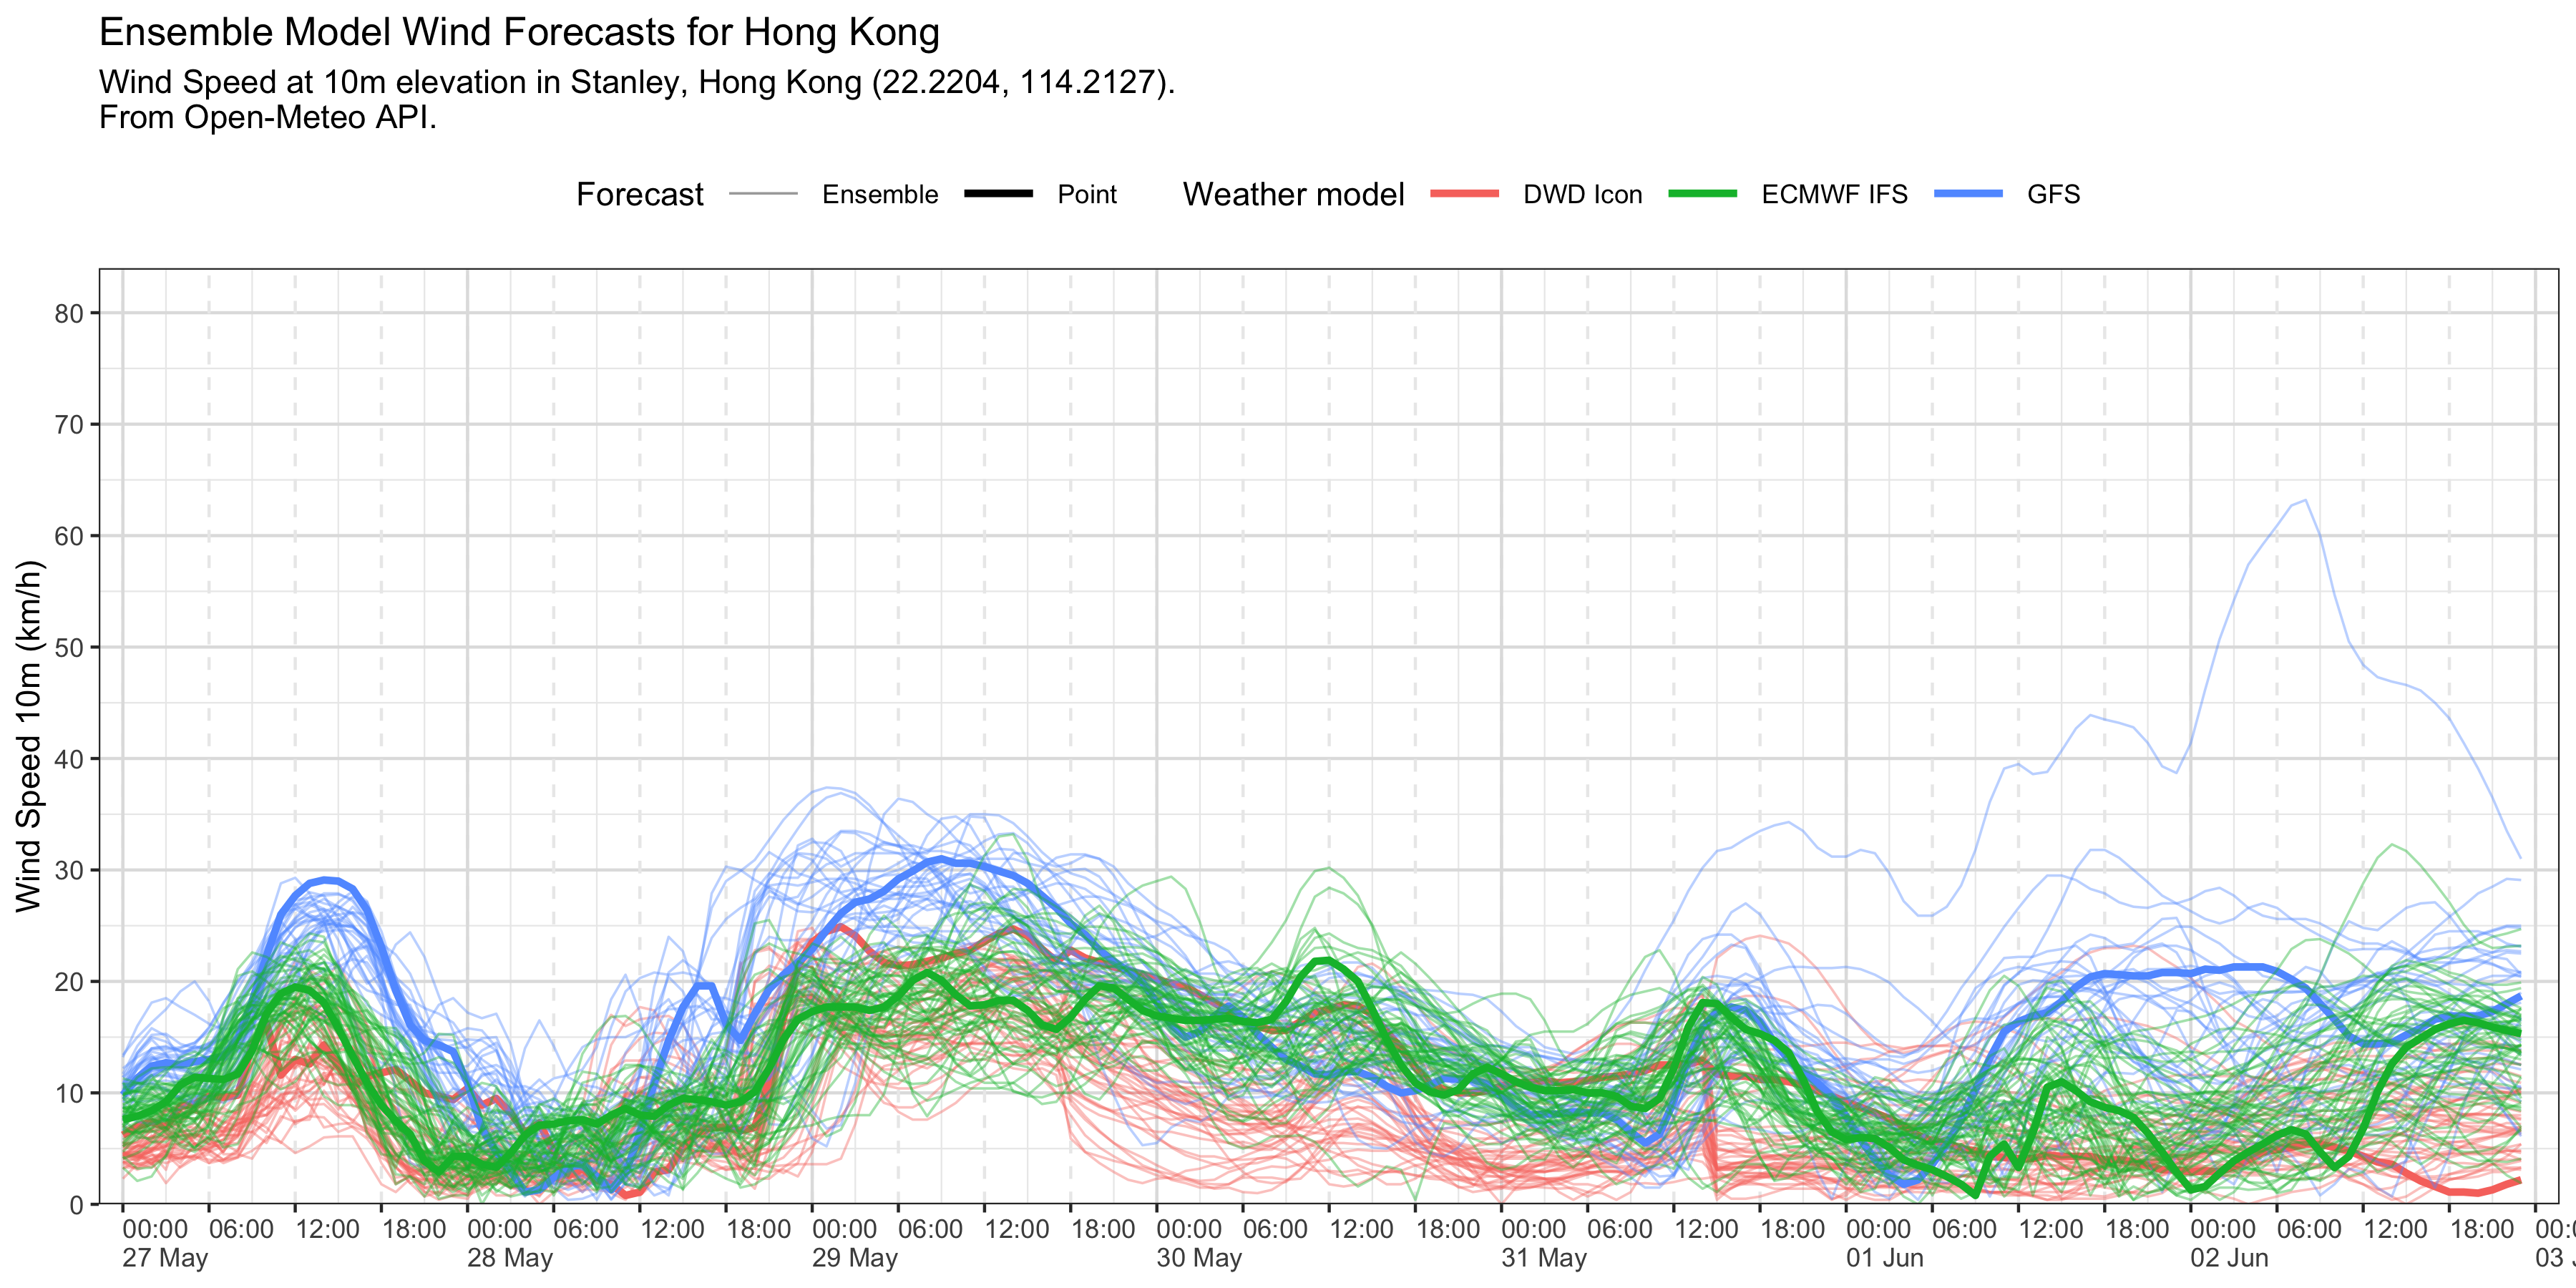 Ensemble Model Wind Forecasts for Hong Kong
Wind Speed at 10m elevation in Stanley, Hong Kong (22.2204, 114.2127).
From Open-Meteo API.
Forecast Ensemble Point Weather model DWD Icon ECMWF IFS GFS
Wind Speed 10m (km/h)
80
70
60
50
40
30
20
10
0
00:00 06:00 12:00 18:00 00:00 06:00 12:00 18:00 00:00 06:00 12:00 18:00 00:00 06:00 12:00 18:00 00:00 06:00 12:00 18:00 00:00 06:00 12:00 18:00 00:00 06:00 12:00 18:00
27 May 28 May 29 May 30 May 31 May 01 Jun 02 Jun 03